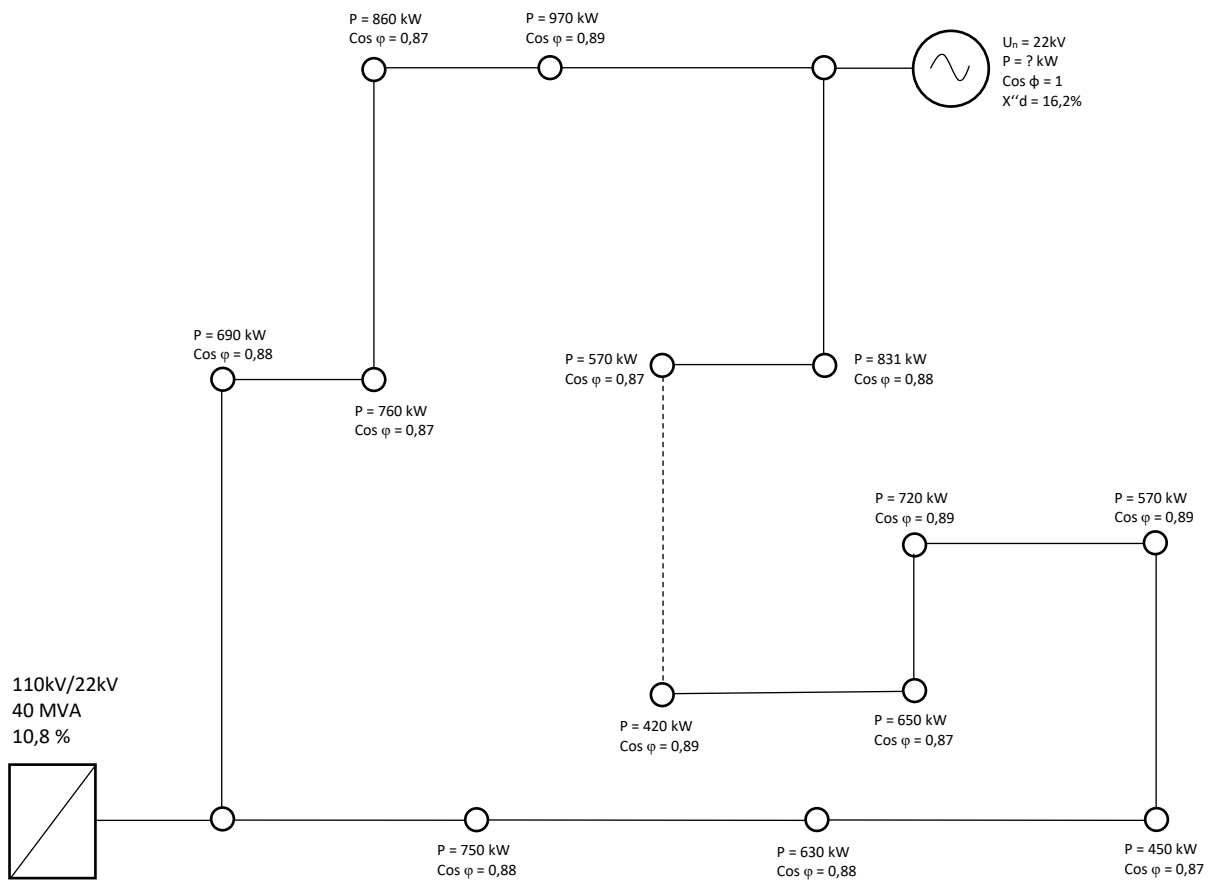 P = 860 kW
Cos φ = 0,87
P = 970 kW
Cos φ = 0,89
Uₙ = 22kV
P = ? kW
Cos ϕ = 1
X‘‘d = 16,2%
P = 690 kW
Cos φ = 0,88
P = 760 kW
Cos φ = 0,87
P = 570 kW
Cos φ = 0,87
P = 831 kW
Cos φ = 0,88
P = 720 kW
Cos φ = 0,89
P = 570 kW
Cos φ = 0,89
110kV/22kV
40 MVA
10,8 %
P = 420 kW
Cos φ = 0,89
P = 650 kW
Cos φ = 0,87
P = 750 kW
Cos φ = 0,88
P = 630 kW
Cos φ = 0,88
P = 450 kW
Cos φ = 0,87